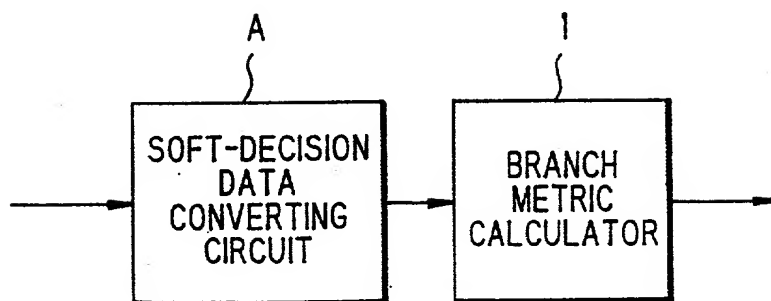 A
1
SOFT-DECISION
DATA
CONVERTING
CIRCUIT
BRANCH
METRIC
CALCULATOR